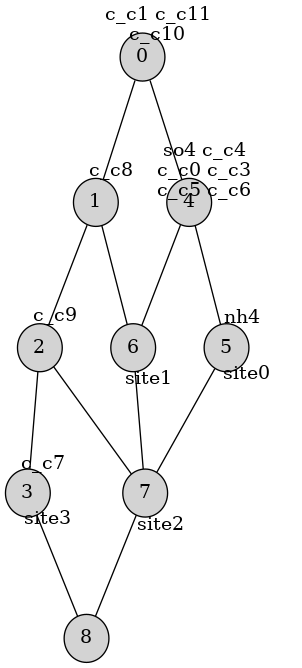 c_c1 c_c11
c_c10
0
so4 c_c4
c_c8
c_c0 c_c3
c_c5 c_c6
1
4
c_c9
nh4
2
6
5
site1
site0
c_c7
3
7
site3
site2
8